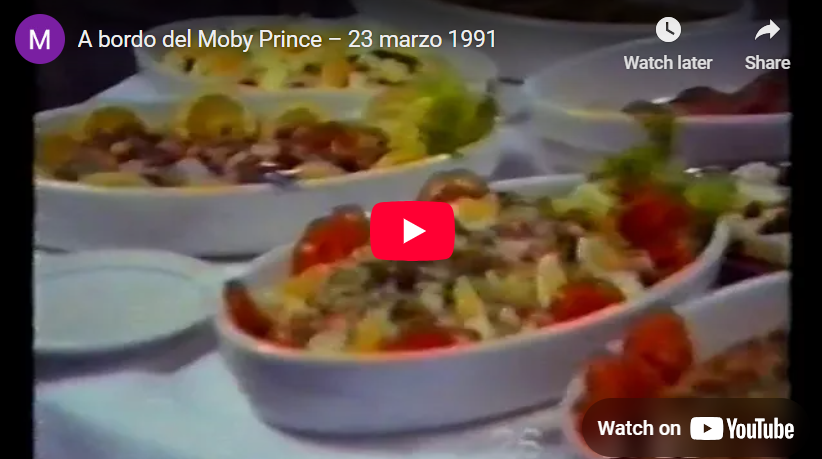 M
A bordo del Moby Prince – 23 marzo 1991
Watch later
Share
Watch on YouTube